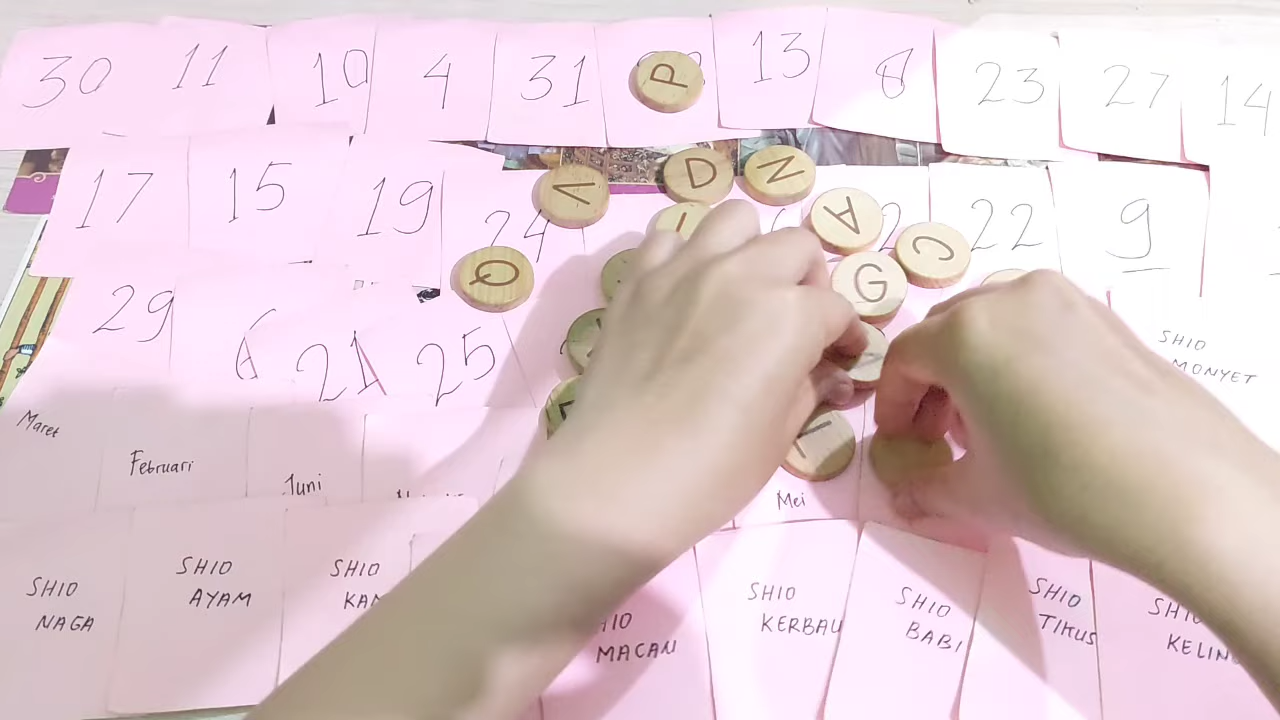 30 11 10 4 31 P 13 8 23 27 14
V D N
17 15 19 24 A C 22 9
Q G
29 6 21 25
SHIO
MONYET
Maret
Februari
Juni
Mei
SHIO
NAGA
SHIO
AYAM
SHIO
MACAN
SHIO
KERBAU
SHIO
BABI
SHIO
TIKUS